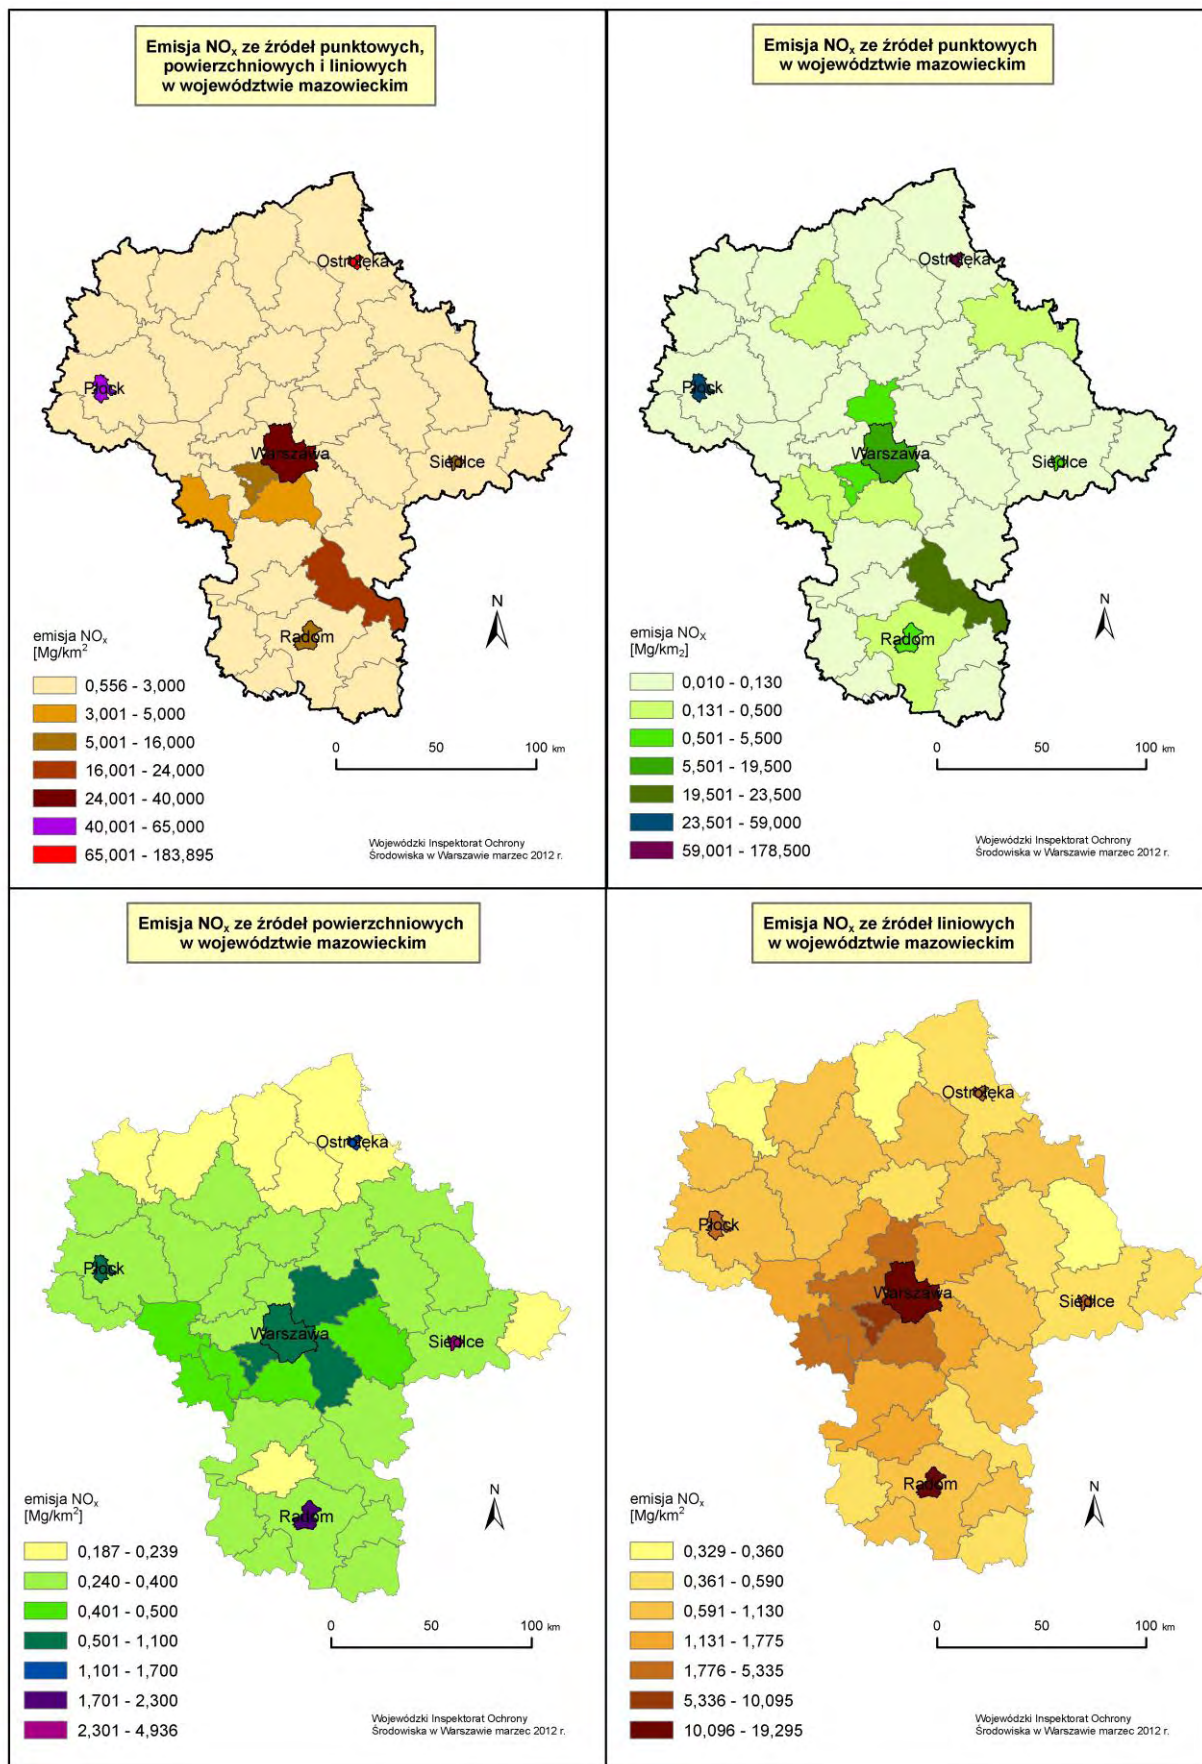 Emisja NOx ze źródeł punktowych,
powierzchniowych i liniowych
w województwie mazowieckim
Ostrołęka
Płock
Warszawa
Siedlce
Radom
N
emisja NOx
[Mg/km²]
0,556 - 3,000
3,001 - 5,000
5,001 - 16,000
16,001 - 24,000
24,001 - 40,000
40,001 - 65,000
65,001 - 183,895
0 50 100 km
Wojewódzki Inspektorat Ochrony
Środowiska w Warszawie marzec 2012 r.
Emisja NOx ze źródeł punktowych
w województwie mazowieckim
Ostrołęka
Płock
Warszawa
Siedlce
Radom
N
emisja NOx
[Mg/km₂]
0,010 - 0,130
0,131 - 0,500
0,501 - 5,500
5,501 - 19,500
19,501 - 23,500
23,501 - 59,000
59,001 - 178,500
0 50 100 km
Wojewódzki Inspektorat Ochrony
Środowiska w Warszawie marzec 2012 r.
Emisja NOx ze źródeł powierzchniowych
w województwie mazowieckim
Ostrołęka
Płock
Warszawa
Siedlce
Radom
N
emisja NOx
[Mg/km²]
0,187 - 0,239
0,240 - 0,400
0,401 - 0,500
0,501 - 1,100
1,101 - 1,700
1,701 - 2,300
2,301 - 4,936
0 50 100 km
Wojewódzki Inspektorat Ochrony
Środowiska w Warszawie marzec 2012 r.
Emisja NOx ze źródeł liniowych
w województwie mazowieckim
Ostrołęka
Płock
Warszawa
Siedlce
Radom
N
emisja NOx
[Mg/km²]
0,329 - 0,360
0,361 - 0,590
0,591 - 1,130
1,131 - 1,775
1,776 - 5,335
5,336 - 10,095
10,096 - 19,295
0 50 100 km
Wojewódzki Inspektorat Ochrony
Środowiska w Warszawie marzec 2012 r.